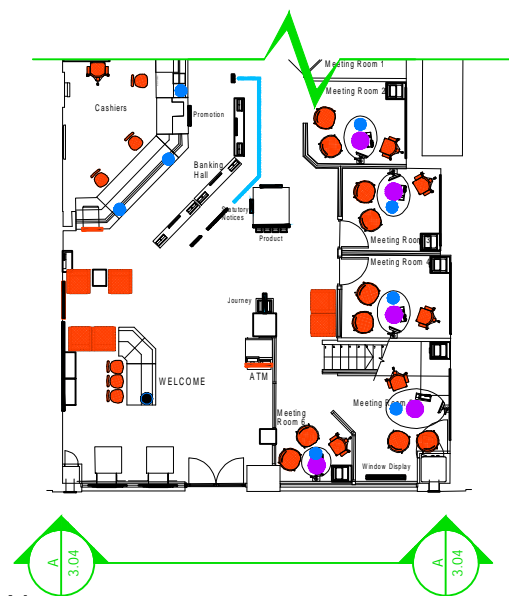 Meeting Room 1
Meeting Room 2
Cashiers
Promotion
Banking
Hall
Statutory
Notices
Product
Meeting Room 3
Meeting Room 4
Journey
ATM
WELCOME
Meeting Room
Meeting
Room 6
Window Display
A
3.04
A
3.04